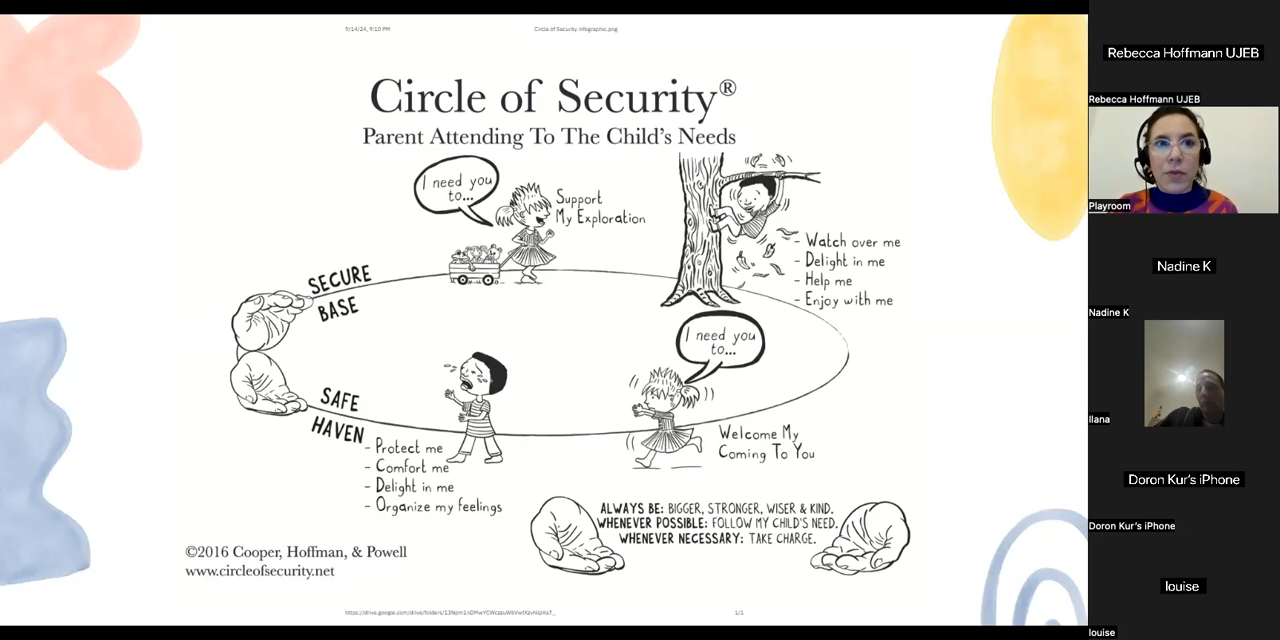 9/14/24, 9:10 PM
Circle of Security infographic.png
Circle of Security®
Parent Attending To The Child's Needs
I need you
to...
Support
My Exploration
- Watch over me
- Delight in me
- Help me
- Enjoy with me
SECURE
BASE
I need you
to...
SAFE
HAVEN
- Protect me
- Comfort me
- Delight in me
- Organize my feelings
Welcome My
Coming To You
ALWAYS BE: BIGGER, STRONGER, WISER & KIND.
WHENEVER POSSIBLE: FOLLOW MY CHILD'S NEED.
WHENEVER NECESSARY: TAKE CHARGE.
©2016 Cooper, Hoffman, & Powell
www.circleofsecurity.net
1/1
Rebecca Hoffmann UJEB
Rebecca Hoffmann UJEB
Playroom
Nadine K
Nadine K
Ilana
Doron Kur's iPhone
Doron Kur's iPhone
louise
louise